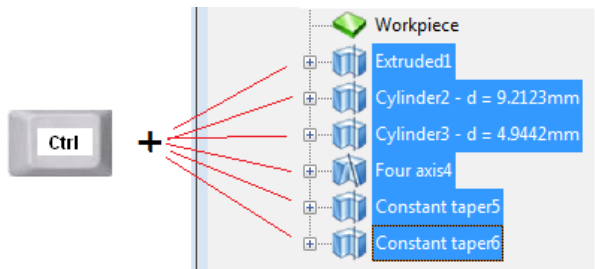 Workpiece
Extruded1
Cylinder2 - d = 9.2123mm
Ctrl + Cylinder3 - d = 4.9442mm
Four axis4
Constant taper5
Constant taper6